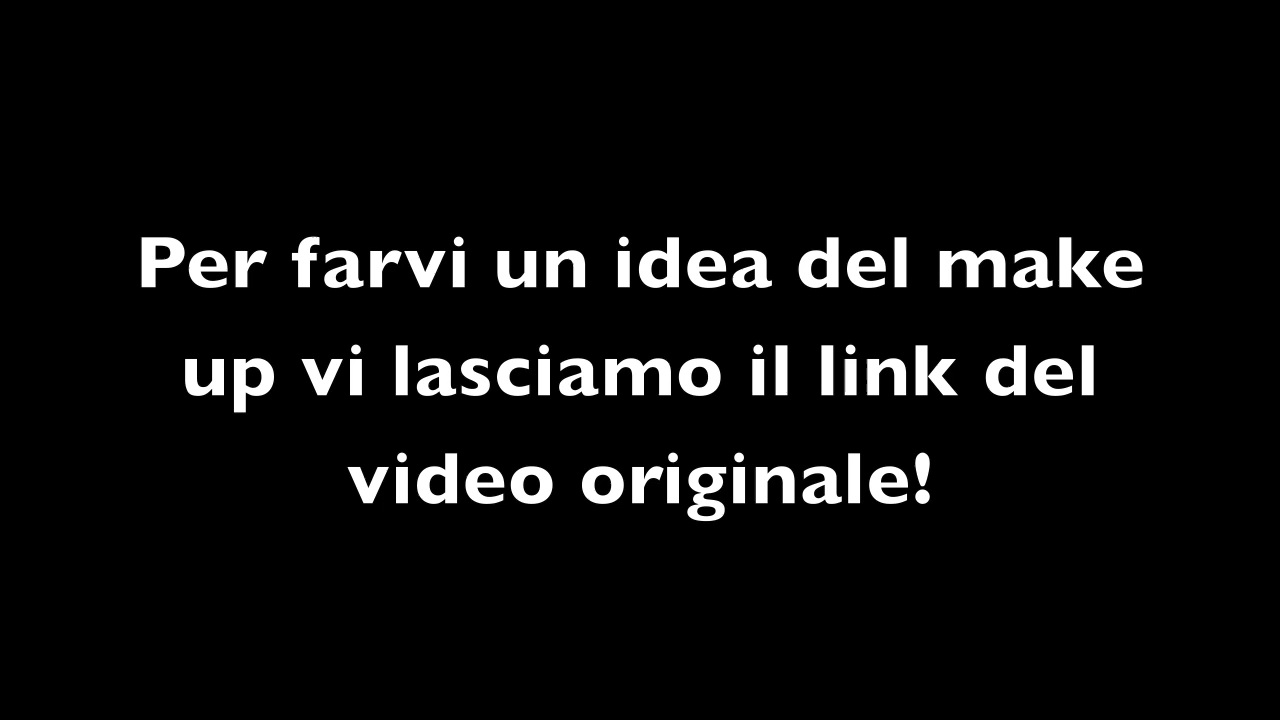 Per farvi un idea del make
up vi lasciamo il link del
video originale!